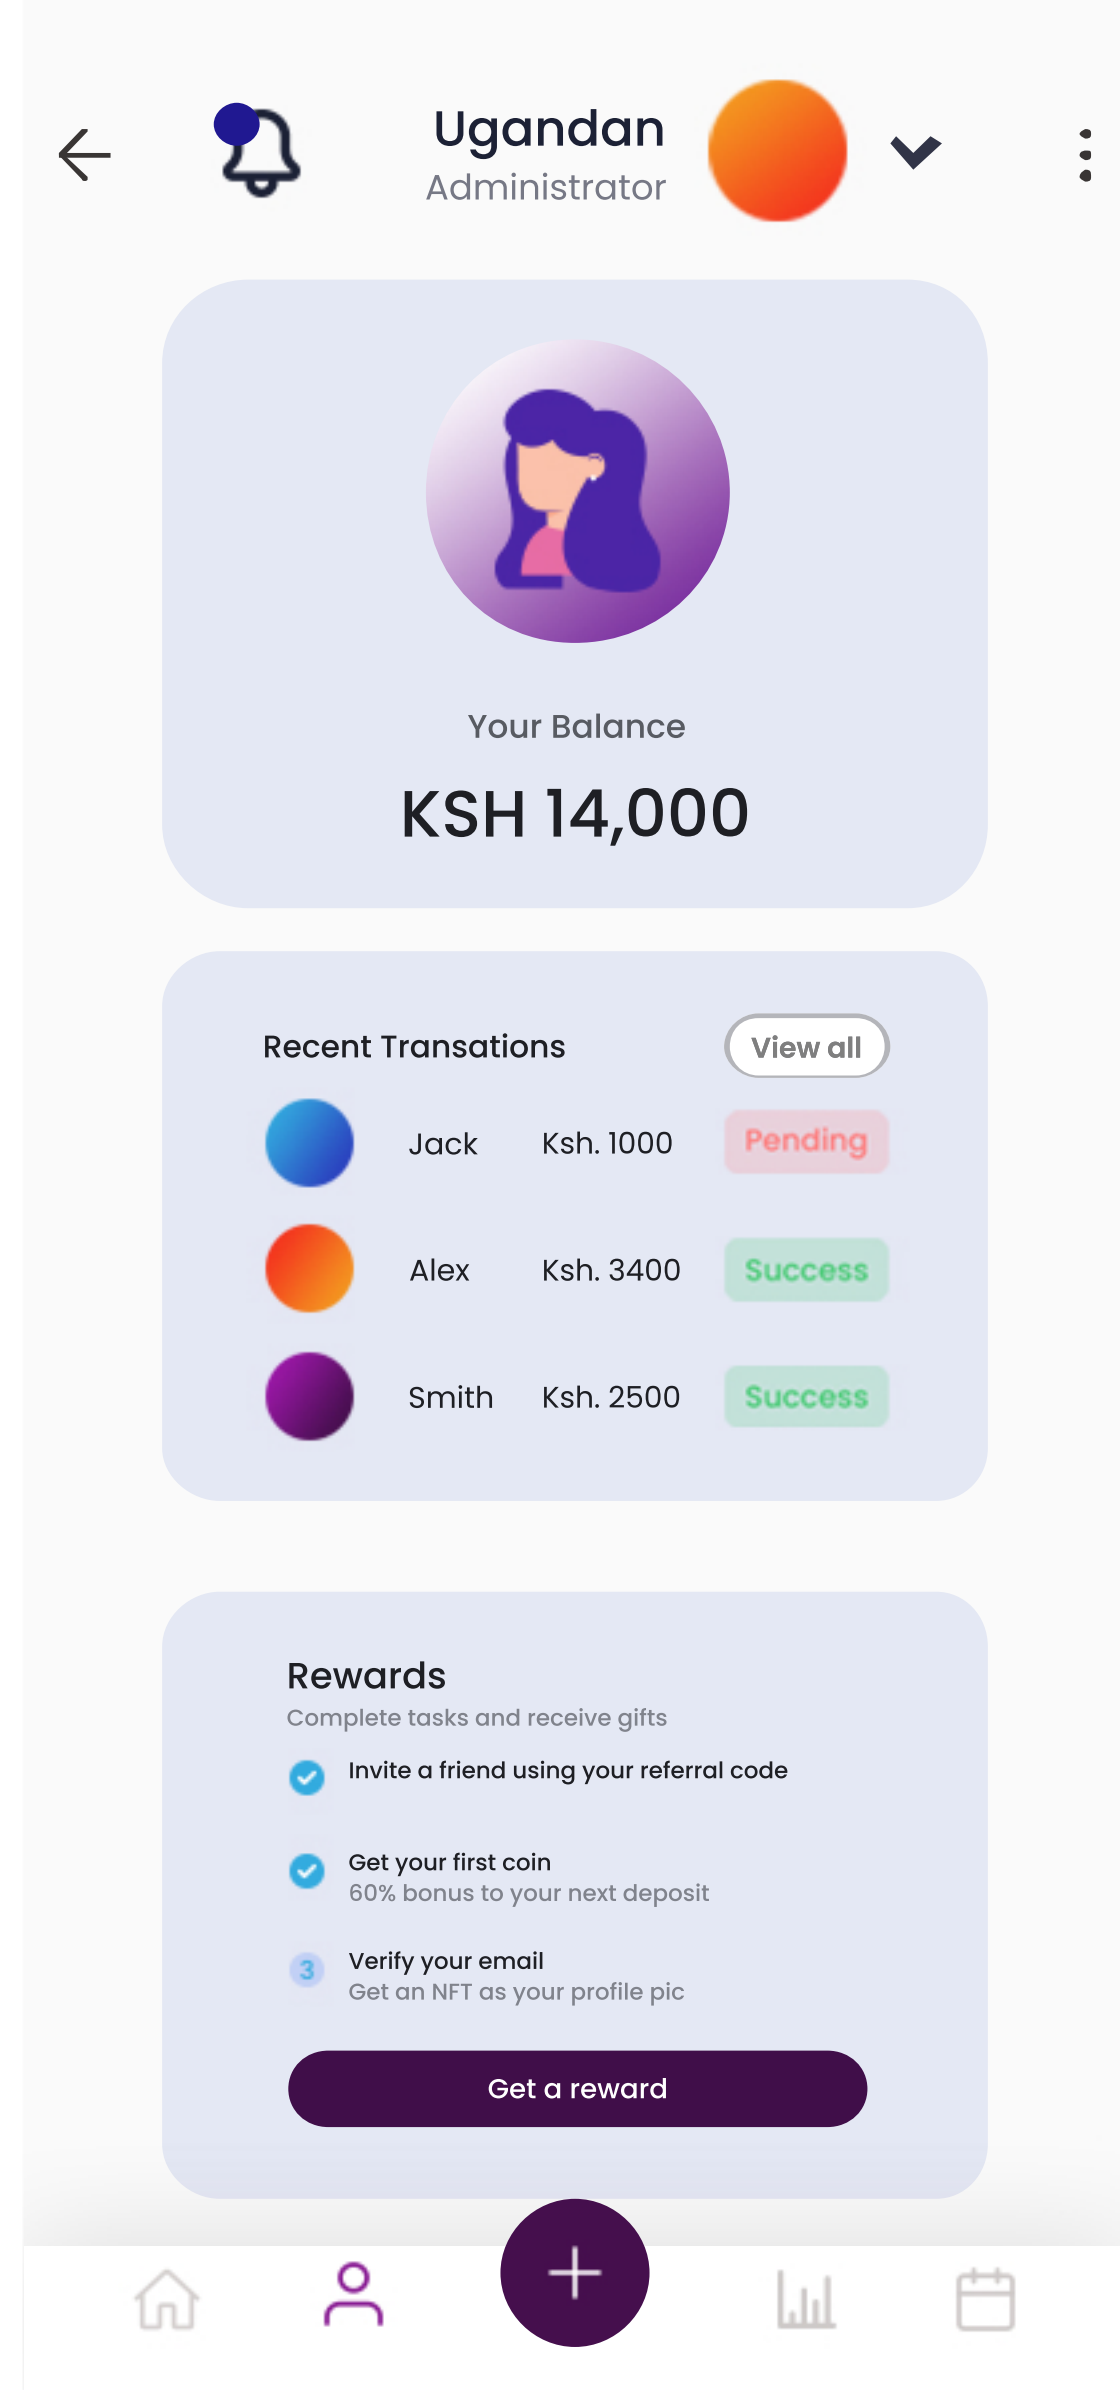 Ugandan
Administrator
Your Balance
KSH 14,000
Recent Transations
View all
Jack Ksh. 1000 Pending
Alex Ksh. 3400 Success
Smith Ksh. 2500 Success
Rewards
Complete tasks and receive gifts
Invite a friend using your referral code
Get your first coin
60% bonus to your next deposit
3 Verify your email
Get an NFT as your profile pic
Get a reward